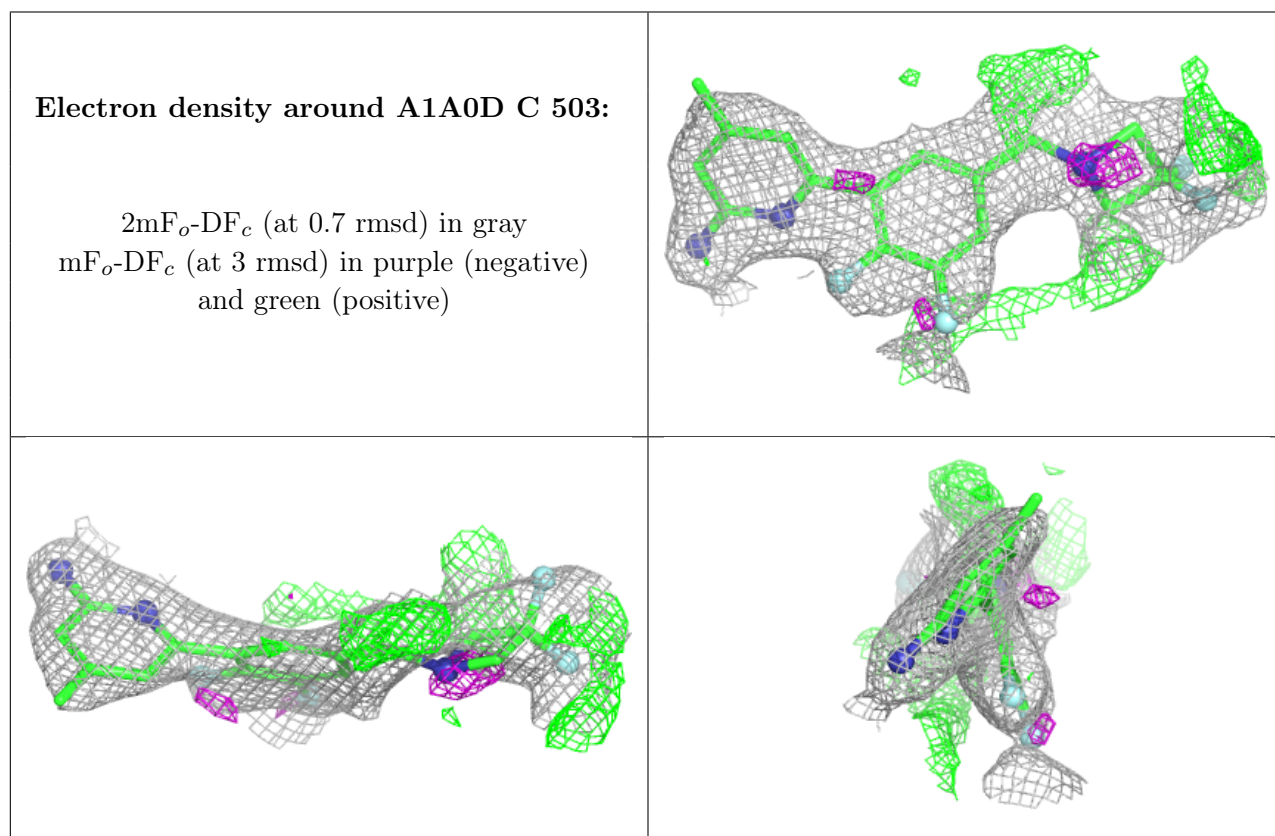 Electron density around A1A0D C 503:
2mFo-DFc (at 0.7 rmsd) in gray
mFo-DFc (at 3 rmsd) in purple (negative)
and green (positive)